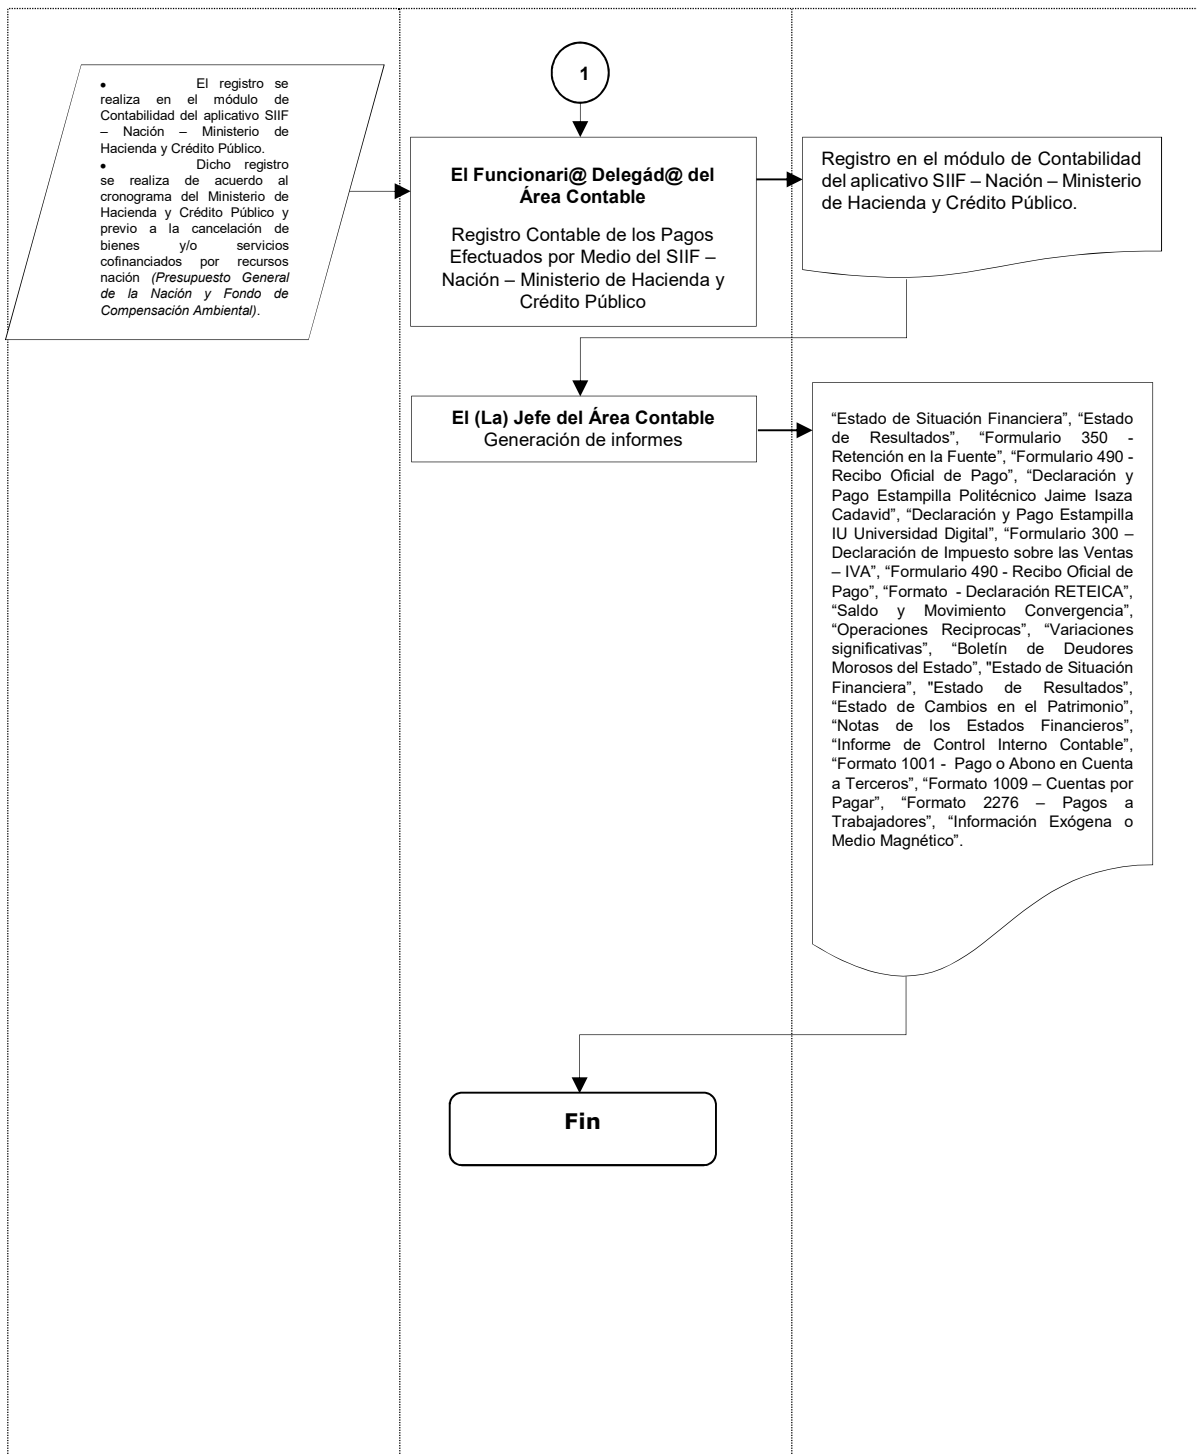 1
• El registro se
realiza en el módulo de
Contabilidad del aplicativo SIIF
– Nación – Ministerio de
Hacienda y Crédito Público.
• Dicho registro
se realiza de acuerdo al
cronograma del Ministerio de
Hacienda y Crédito Público y
previo a la cancelación de
bienes y/o servicios
cofinanciados por recursos
nación (Presupuesto General
de la Nación y Fondo de
Compensación Ambiental).
El Funcionari@ Delegád@ del
Área Contable
Registro Contable de los Pagos
Efectuados por Medio del SIIF –
Nación – Ministerio de Hacienda y
Crédito Público
Registro en el módulo de Contabilidad
del aplicativo SIIF – Nación – Ministerio
de Hacienda y Crédito Público.
El (La) Jefe del Área Contable
Generación de informes
“Estado de Situación Financiera”, “Estado
de Resultados”, “Formulario 350 -
Retención en la Fuente”, “Formulario 490 -
Recibo Oficial de Pago”, “Declaración y
Pago Estampilla Politécnico Jaime Isaza
Cadavid”, “Declaración y Pago Estampilla
IU Universidad Digital”, “Formulario 300 –
Declaración de Impuesto sobre las Ventas
– IVA”, “Formulario 490 - Recibo Oficial de
Pago”, “Formato - Declaración RETEICA”,
“Saldo y Movimiento Convergencia”,
“Operaciones Reciprocas”, “Variaciones
significativas”, “Boletín de Deudores
Morosos del Estado”, "Estado de Situación
Financiera”, "Estado de Resultados”,
“Estado de Cambios en el Patrimonio”,
“Notas de los Estados Financieros”,
“Informe de Control Interno Contable”,
“Formato 1001 - Pago o Abono en Cuenta
a Terceros”, “Formato 1009 – Cuentas por
Pagar”, “Formato 2276 – Pagos a
Trabajadores”, “Información Exógena o
Medio Magnético”.
Fin